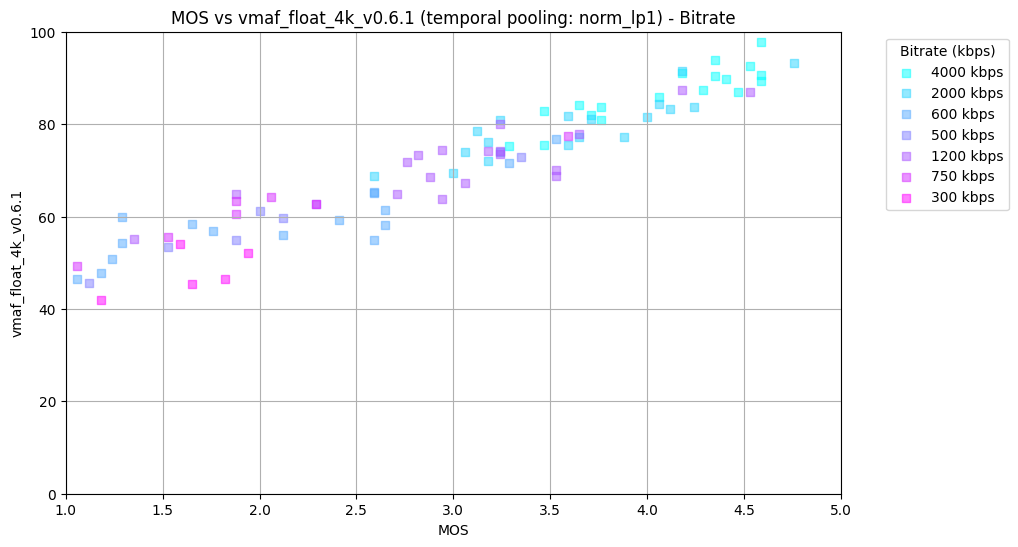 MOS vs vmaf_float_4k_v0.6.1 (temporal pooling: norm_lp1) - Bitrate
100
80
60
40
20
0
vmaf_float_4k_v0.6.1
1.0 1.5 2.0 2.5 3.0 3.5 4.0 4.5 5.0
MOS
Bitrate (kbps)
4000 kbps
2000 kbps
600 kbps
500 kbps
1200 kbps
750 kbps
300 kbps